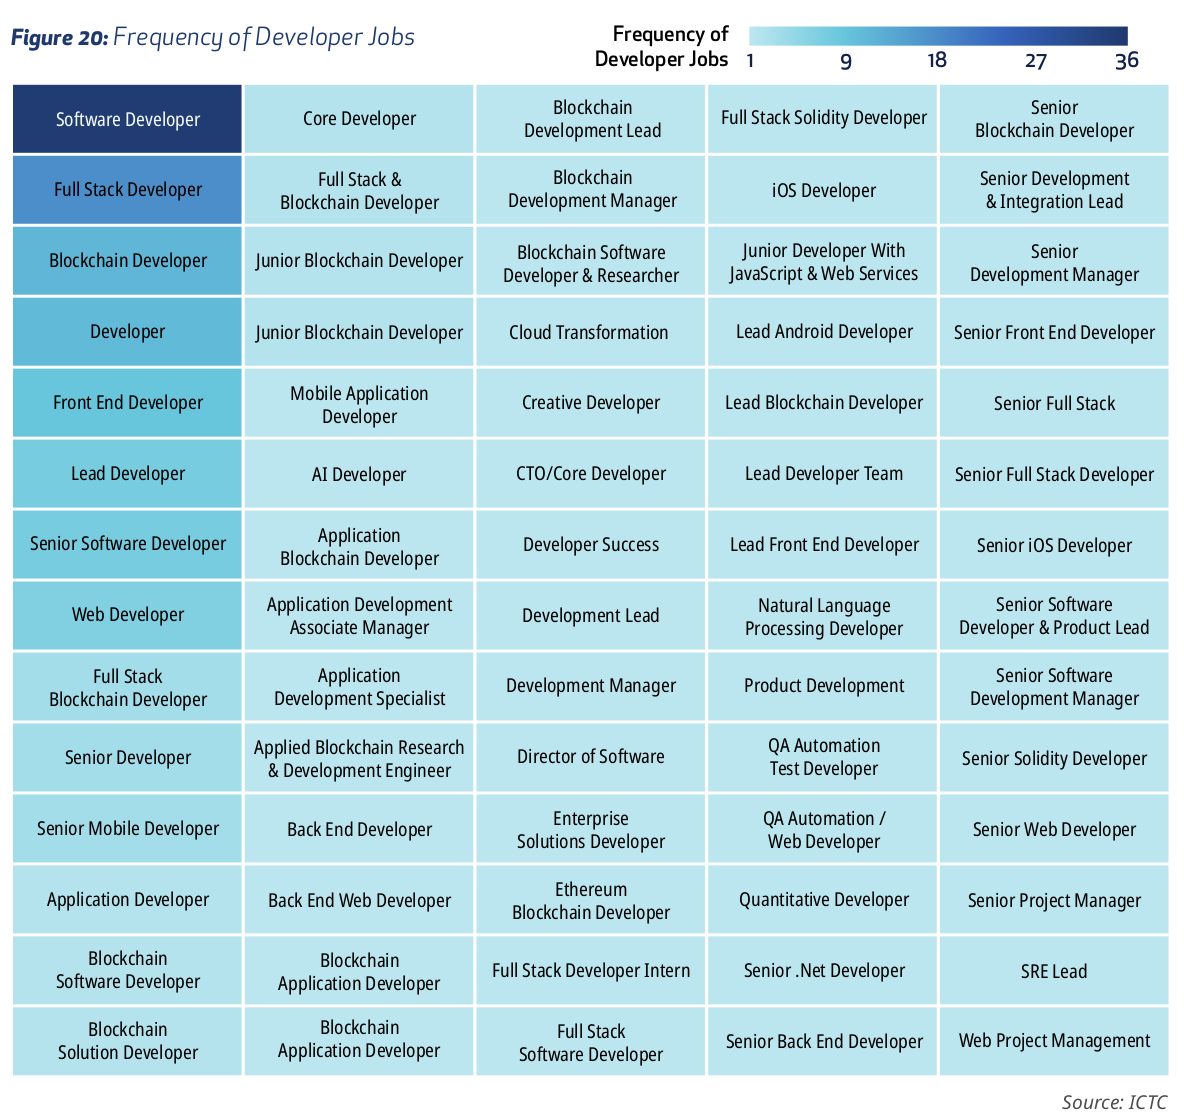 Figure 20: Frequency of Developer Jobs
Frequency of
Developer Jobs
1 9 18 27 36
Software Developer
Core Developer
Blockchain
Development Lead
Full Stack Solidity Developer
Senior
Blockchain Developer
Full Stack Developer
Full Stack &
Blockchain Developer
Blockchain
Development Manager
iOS Developer
Senior Development
& Integration Lead
Blockchain Developer
Junior Blockchain Developer
Blockchain Software
Developer & Researcher
Junior Developer With
JavaScript & Web Services
Senior
Development Manager
Developer
Junior Blockchain Developer
Cloud Transformation
Lead Android Developer
Senior Front End Developer
Front End Developer
Mobile Application
Developer
Creative Developer
Lead Blockchain Developer
Senior Full Stack
Lead Developer
AI Developer
CTO/Core Developer
Lead Developer Team
Senior Full Stack Developer
Senior Software Developer
Application
Blockchain Developer
Developer Success
Lead Front End Developer
Senior iOS Developer
Web Developer
Application Development
Associate Manager
Development Lead
Natural Language
Processing Developer
Senior Software
Developer & Product Lead
Full Stack
Blockchain Developer
Application
Development Specialist
Development Manager
Product Development
Senior Software
Development Manager
Senior Developer
Applied Blockchain Research
& Development Engineer
Director of Software
QA Automation
Test Developer
Senior Solidity Developer
Senior Mobile Developer
Back End Developer
Enterprise
Solutions Developer
QA Automation /
Web Developer
Senior Web Developer
Application Developer
Back End Web Developer
Ethereum
Blockchain Developer
Quantitative Developer
Senior Project Manager
Blockchain
Software Developer
Blockchain
Application Developer
Full Stack Developer Intern
Senior .Net Developer
SRE Lead
Blockchain
Solution Developer
Blockchain
Application Developer
Full Stack
Software Developer
Senior Back End Developer
Web Project Management
Source: ICTC